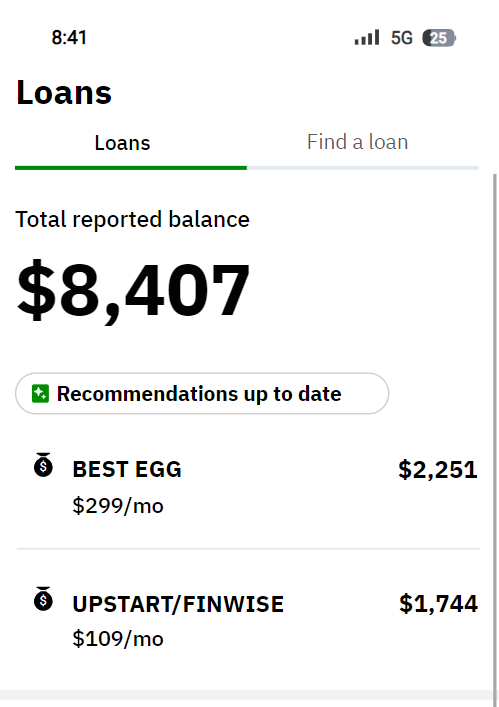 8:41 5G 25
Loans
Loans Find a loan
Total reported balance
$8,407
Recommendations up to date
BEST EGG $2,251
$299/mo
UPSTART/FINWISE $1,744
$109/mo